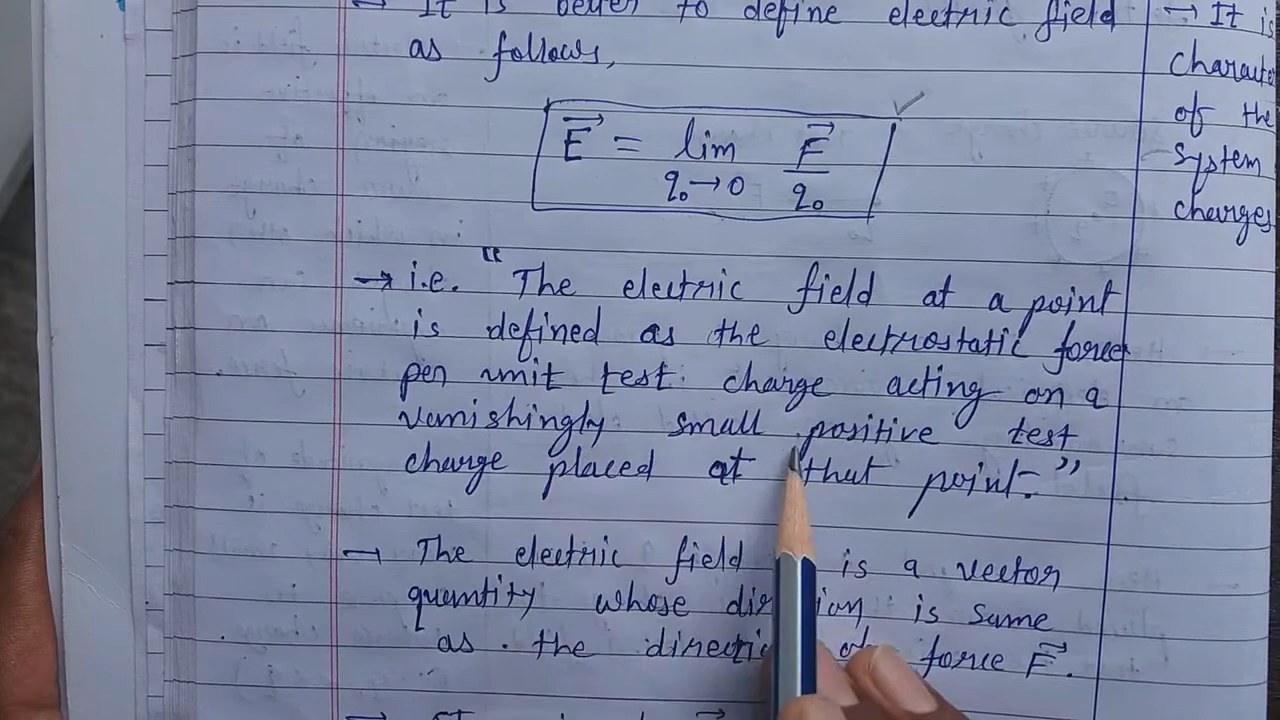 → It is better to define electric field
as follows,
E⃗ = lim F⃗
q₀→0 q₀
→ i.e. "The electric field at a point
is defined as the electrostatic force
per unit test charge acting on a
vanishingly small positive test
charge placed at that point."
→ The electric field is a vector
quantity whose direction is same
as the direction of force F⃗.
→ It is
of the
system
charges